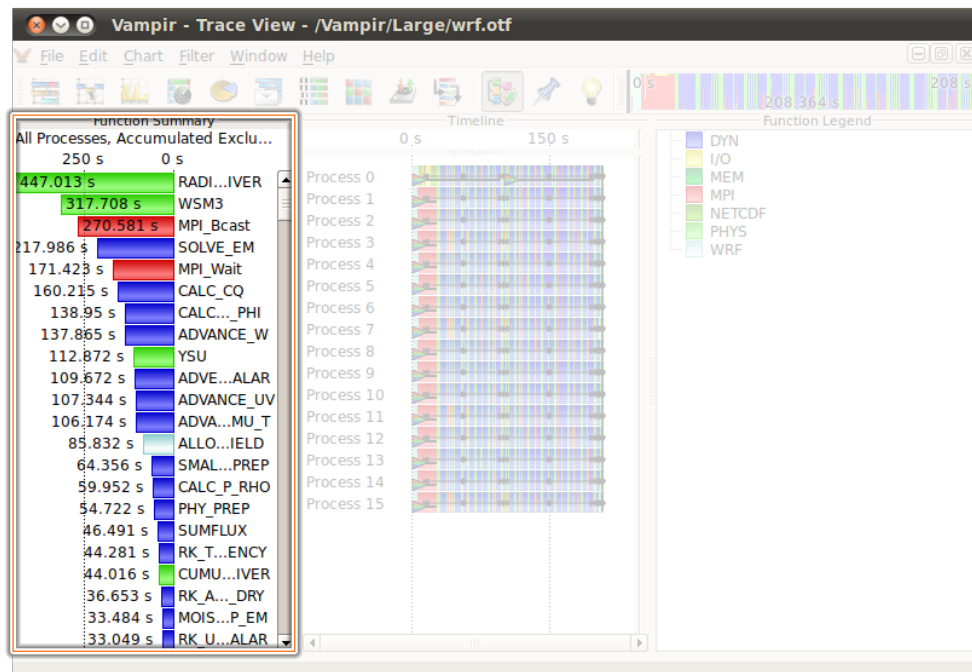 Vampir - Trace View - /Vampir/Large/wrf.otf
File Edit Chart Filter Window Help
0 s 208 s
208.364 s
Function Summary
All Processes, Accumulated Exclu...
250 s 0 s
447.013 s RADI...IVER
317.708 s WSM3
270.581 s MPI_Bcast
217.986 s SOLVE_EM
171.423 s MPI_Wait
160.215 s CALC_CQ
138.95 s CALC..._PHI
137.865 s ADVANCE_W
112.872 s YSU
109.672 s ADVE...ALAR
107.344 s ADVANCE_UV
106.174 s ADVA...MU_T
85.832 s ALLO...IELD
64.356 s SMAL...PREP
59.952 s CALC_P_RHO
54.722 s PHY_PREP
46.491 s SUMFLUX
44.281 s RK_T...ENCY
44.016 s CUMU...IVER
36.653 s RK_A..._DRY
33.484 s MOIS...P_EM
33.049 s RK_U...ALAR
Timeline
0 s 150 s
Process 0
Process 1
Process 2
Process 3
Process 4
Process 5
Process 6
Process 7
Process 8
Process 9
Process 10
Process 11
Process 12
Process 13
Process 14
Process 15
Function Legend
DYN
I/O
MEM
MPI
NETCDF
PHYS
WRF